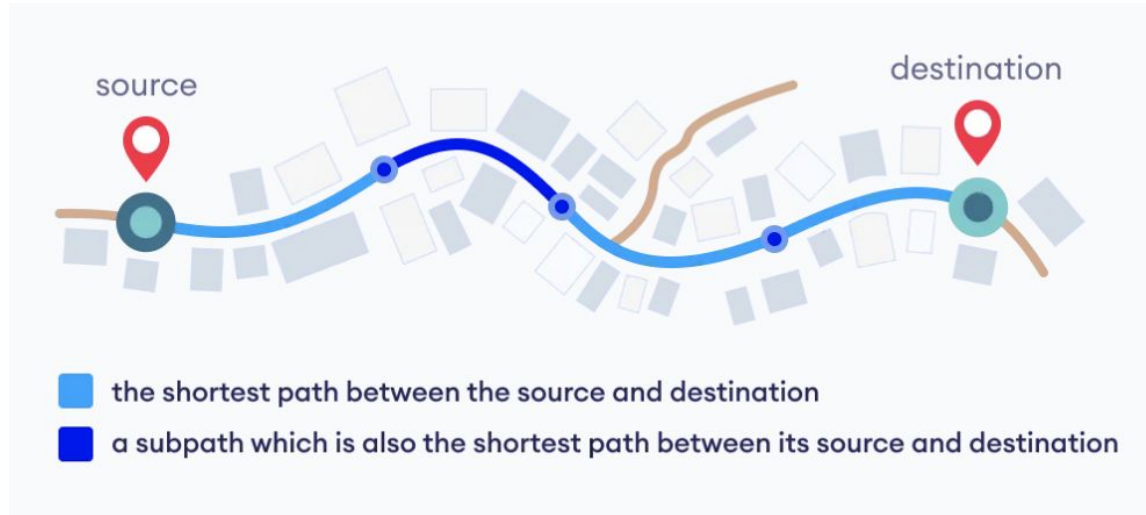 source
destination
the shortest path between the source and destination
a subpath which is also the shortest path between its source and destination